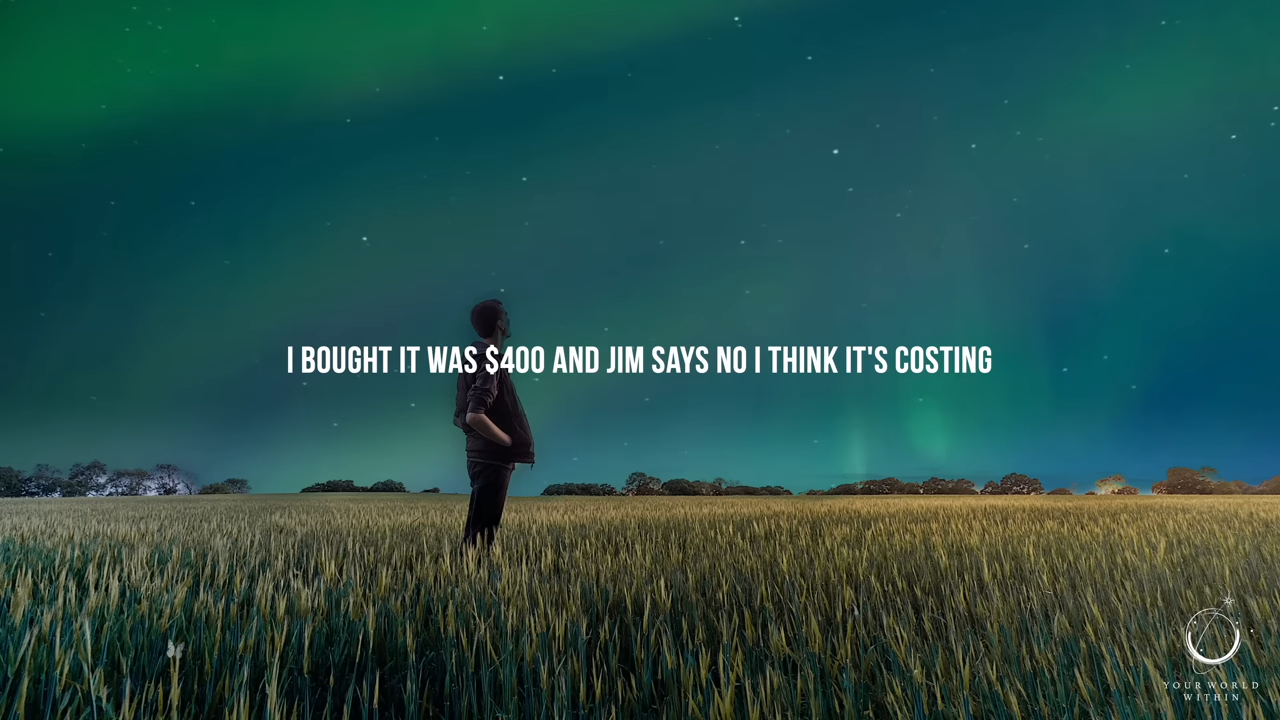 I BOUGHT IT WAS $400 AND JIM SAYS NO I THINK IT'S COSTING
YOUR WORLD
WITHIN